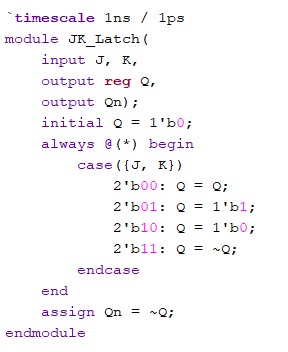 `timescale 1ns / 1ps
module JK_Latch(
    input J, K,
    output reg Q,
    output Qn);
    initial Q = 1'b0;
    always @(*) begin
        case({J, K})
            2'b00: Q = Q;
            2'b01: Q = 1'b1;
            2'b10: Q = 1'b0;
            2'b11: Q = ~Q;
        endcase
    end
    assign Qn = ~Q;
endmodule